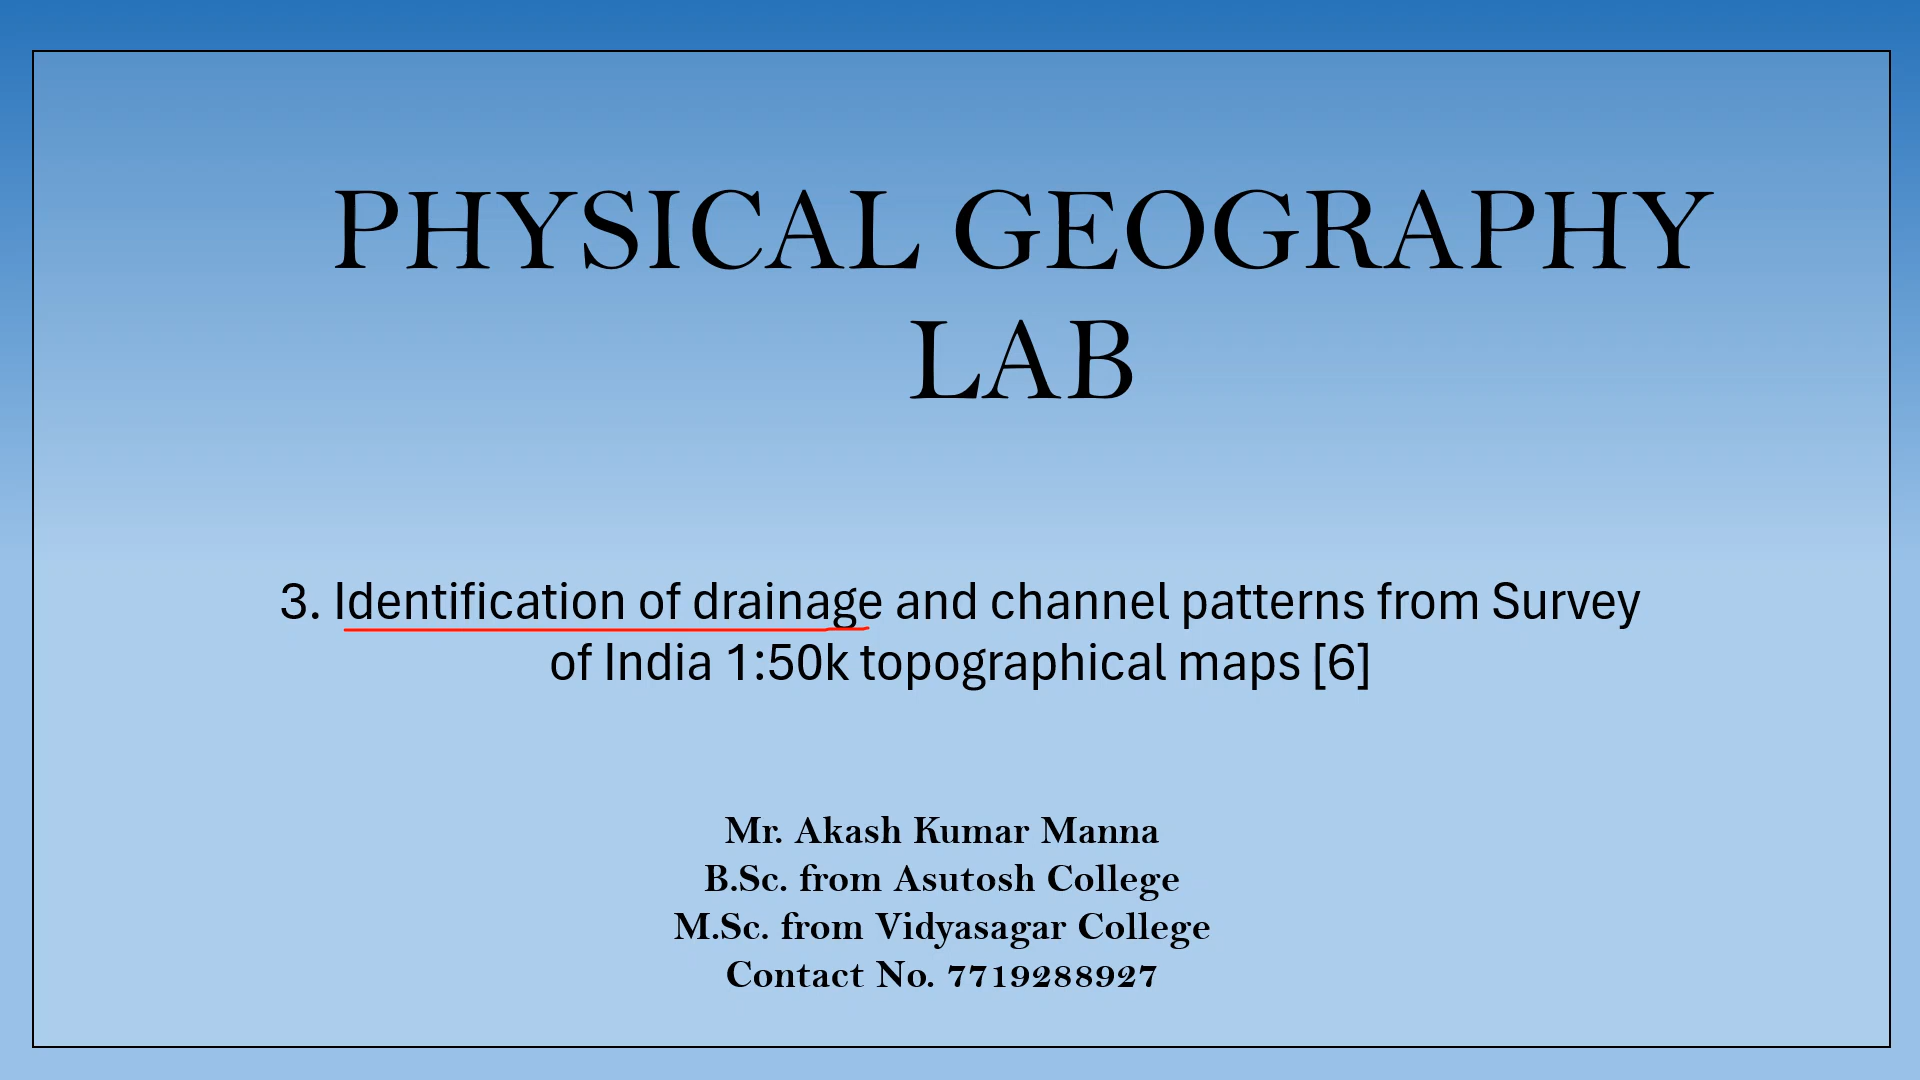 PHYSICAL GEOGRAPHY
LAB
3. Identification of drainage and channel patterns from Survey
of India 1:50k topographical maps [6]
Mr. Akash Kumar Manna
B.Sc. from Asutosh College
M.Sc. from Vidyasagar College
Contact No. 7719288927